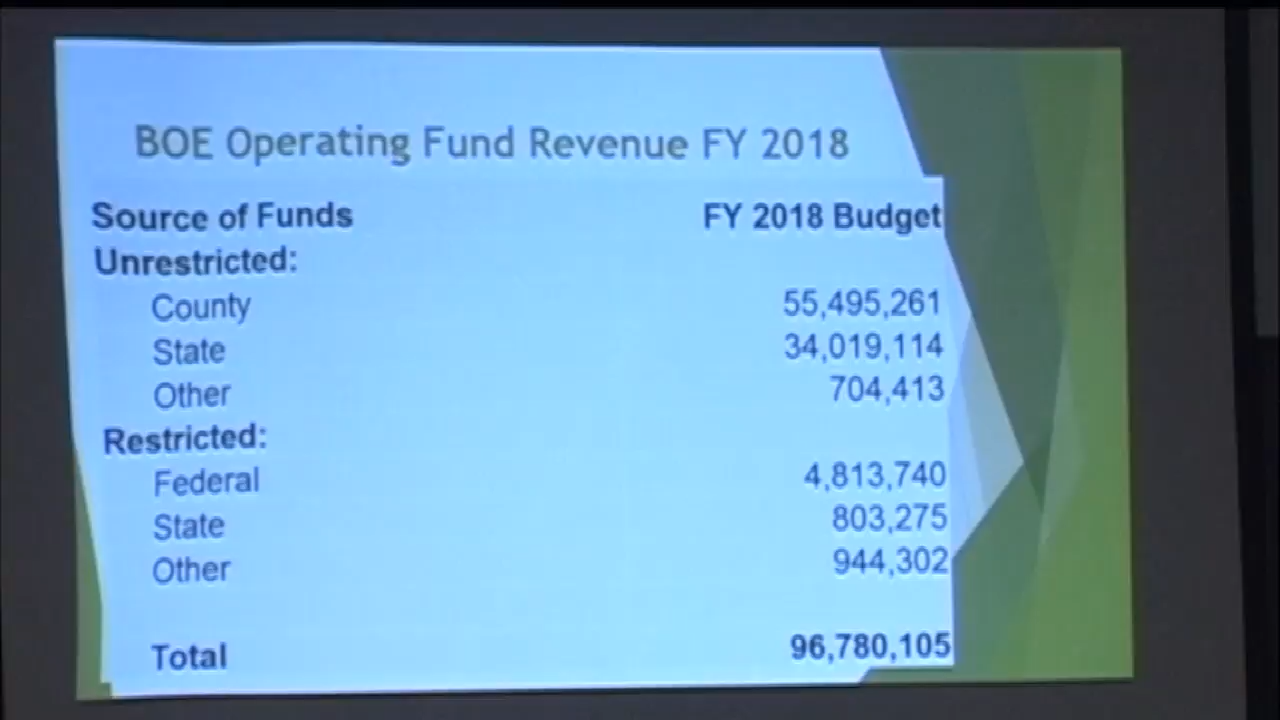 BOE Operating Fund Revenue FY 2018
Source of Funds FY 2018 Budget
Unrestricted:
County 55,495,261
State 34,019,114
Other 704,413
Restricted:
Federal 4,813,740
State 803,275
Other 944,302
Total 96,780,105